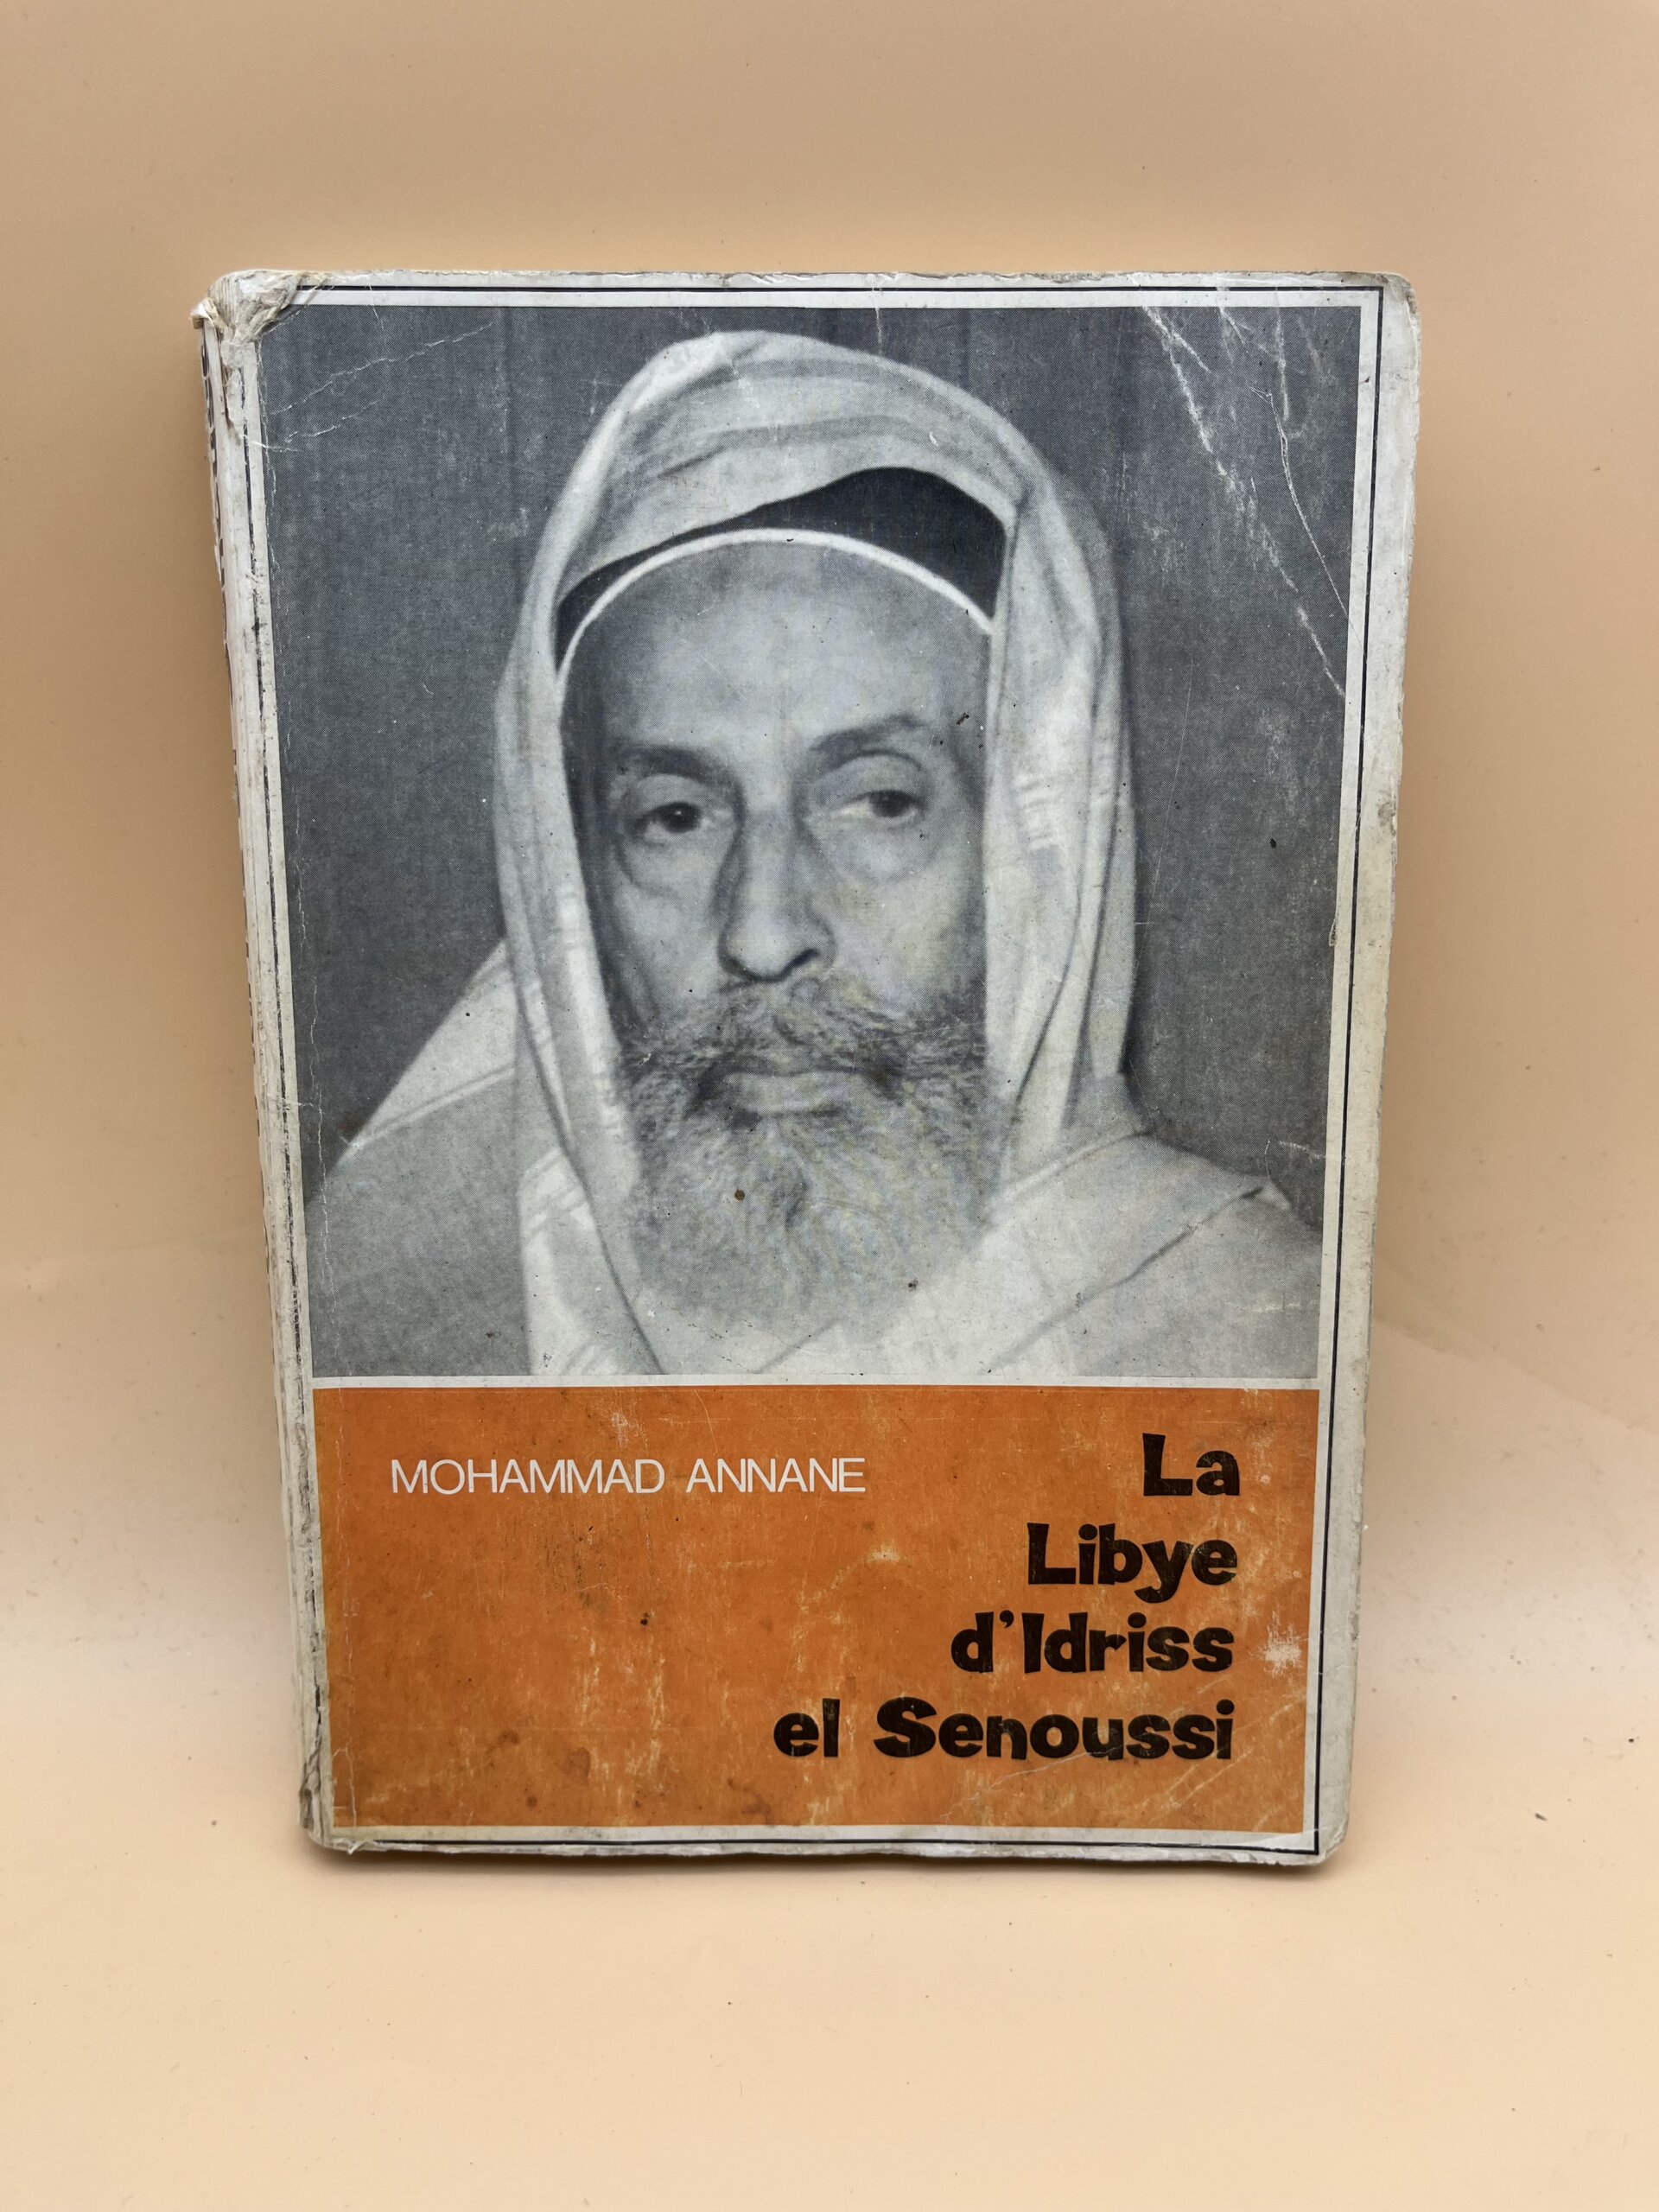 MOHAMMAD ANNANE
La
Libye
d'Idriss
el Senoussi